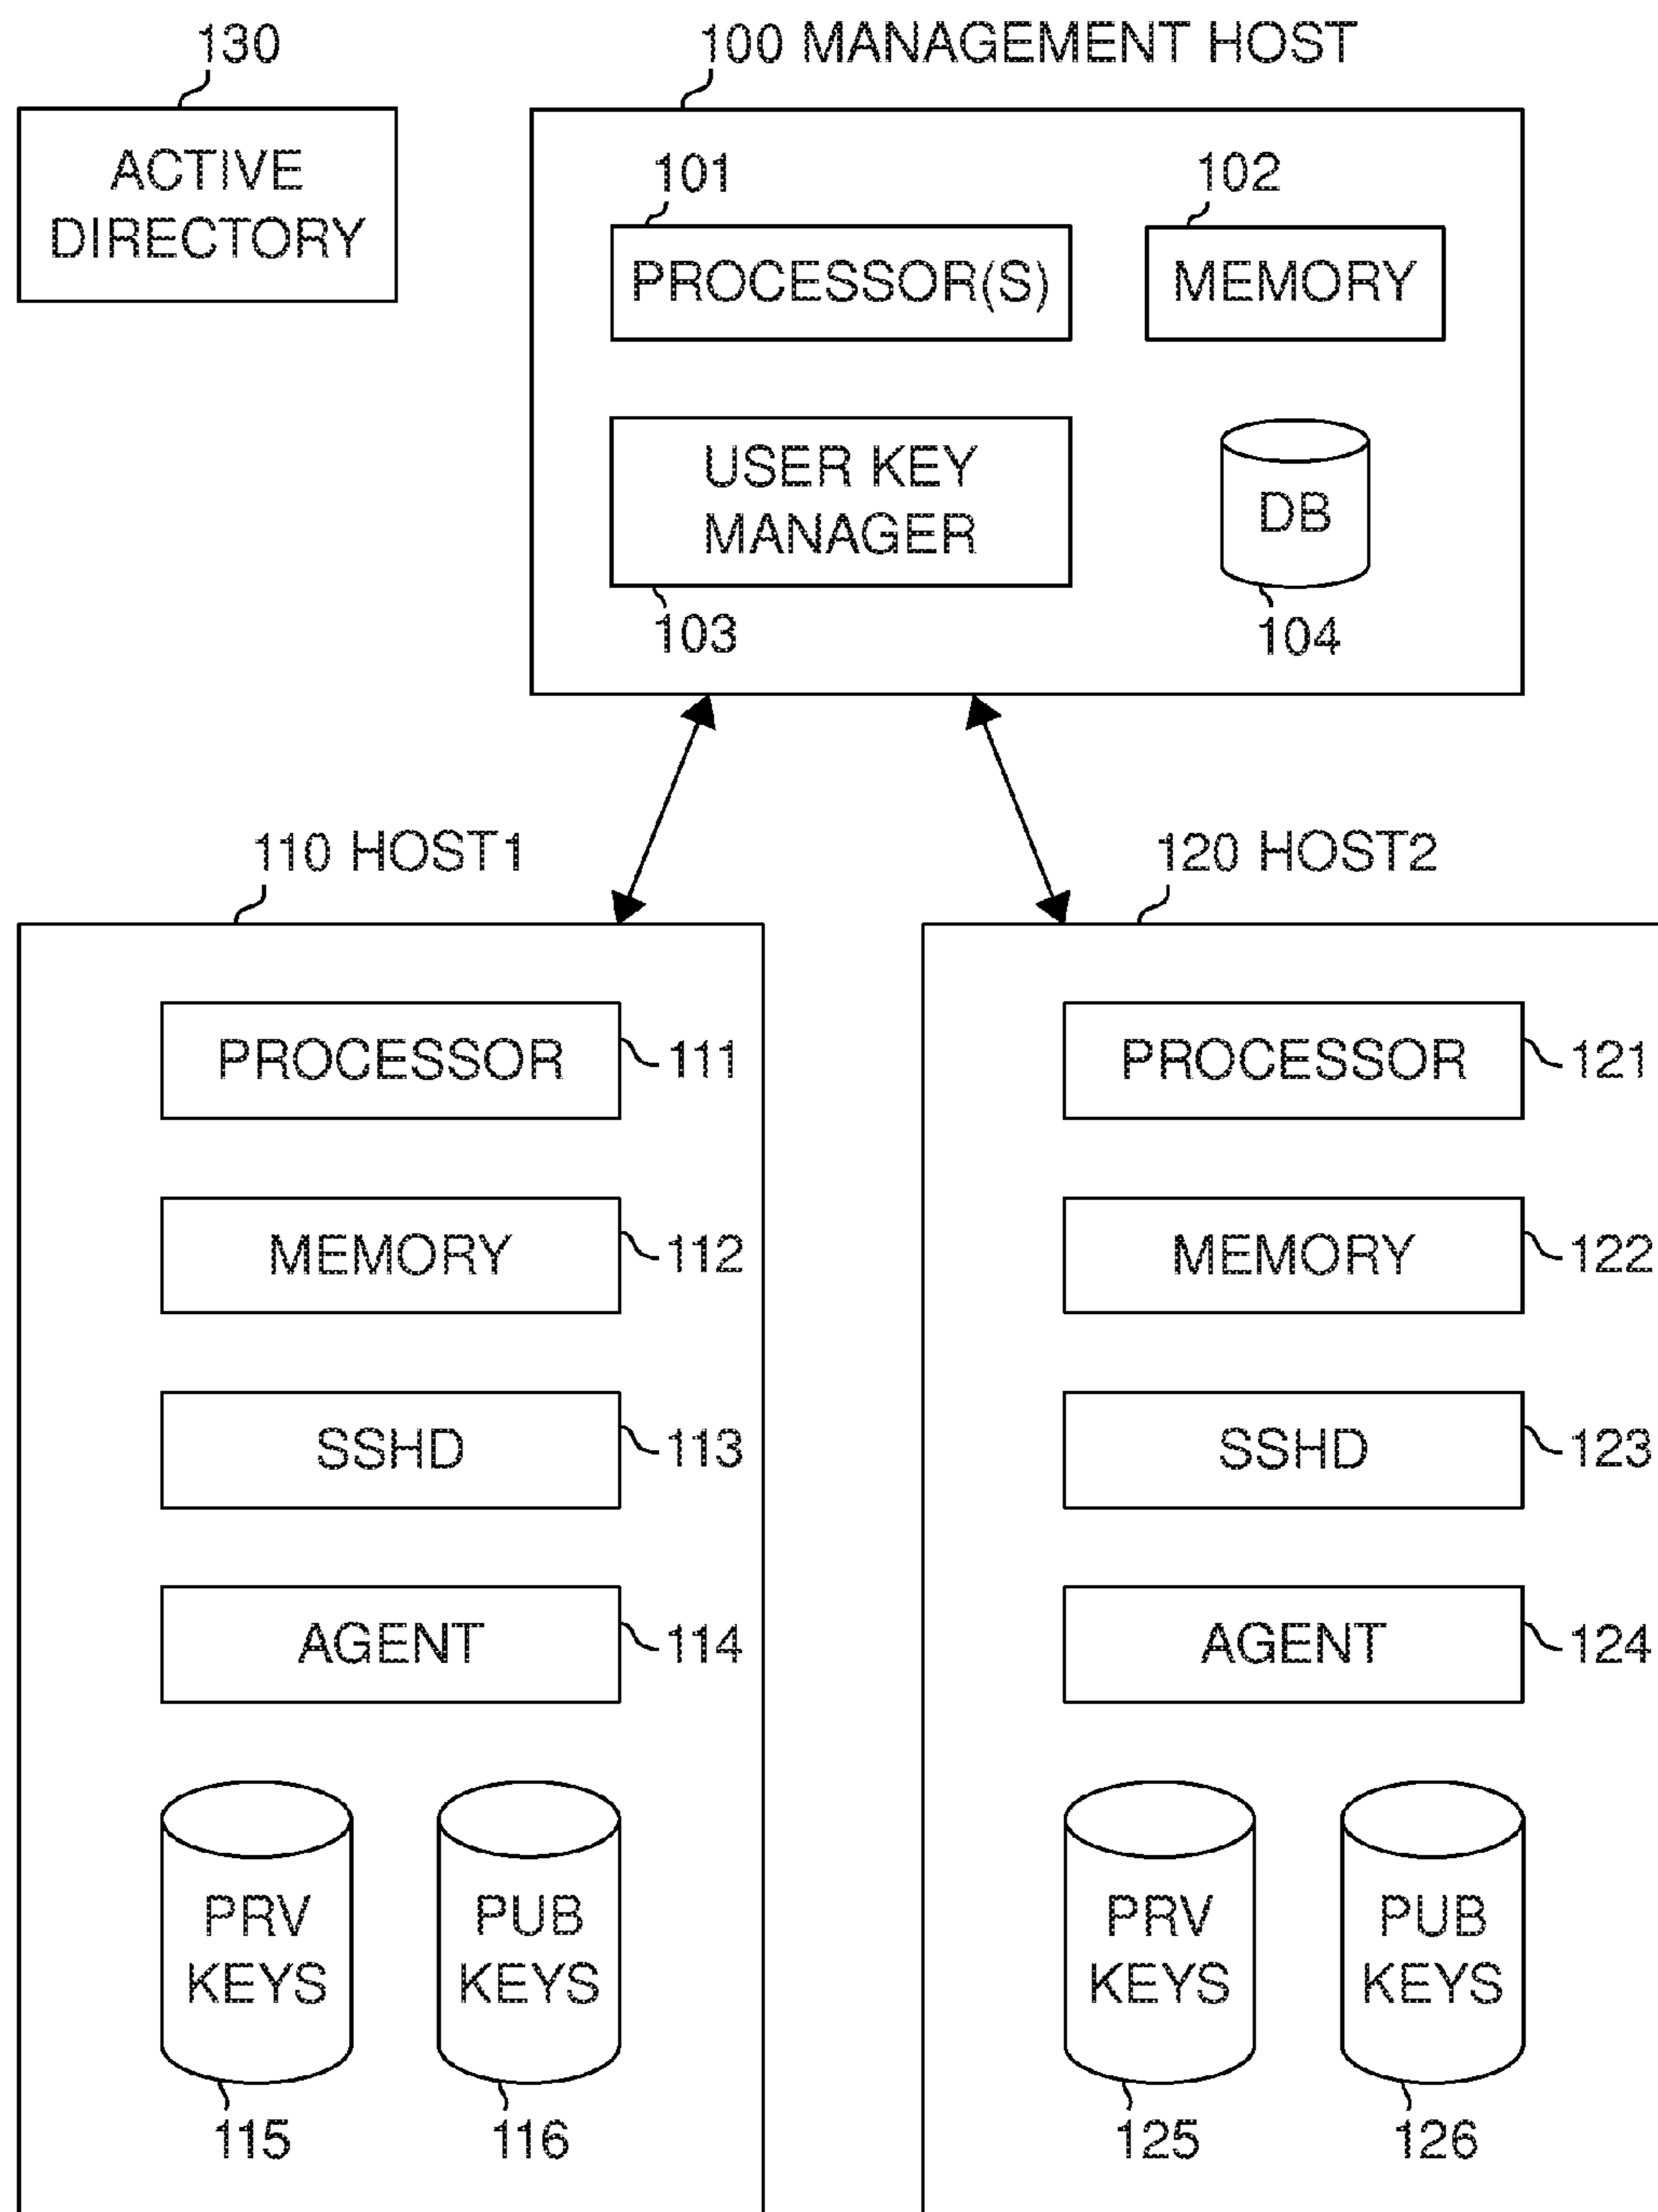 130
100 MANAGEMENT HOST
ACTIVE
DIRECTORY
101
102
PROCESSOR(S)
MEMORY
USER KEY
MANAGER
DB
103
104
110 HOST1
120 HOST2
PROCESSOR
111
MEMORY
112
SSHD
113
AGENT
114
PRV
KEYS
PUB
KEYS
115
116
PROCESSOR
121
MEMORY
122
SSHD
123
AGENT
124
PRV
KEYS
PUB
KEYS
125
126